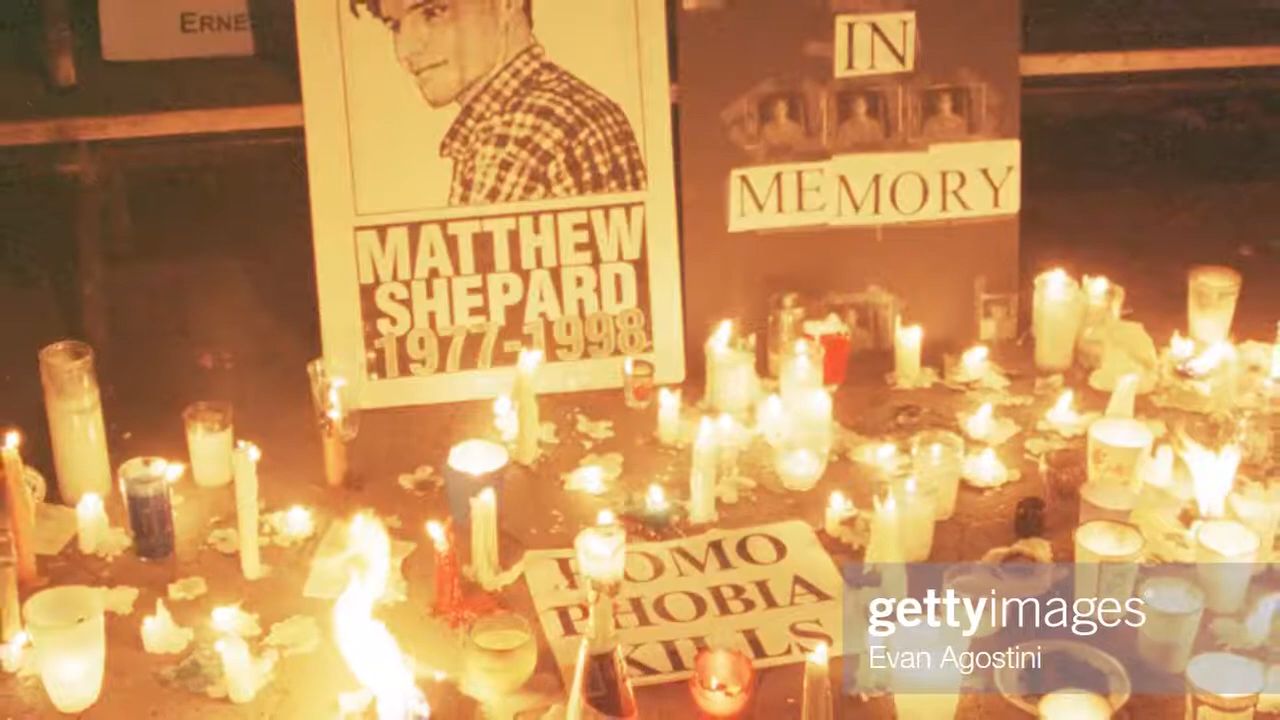 ERNE
IN
MEMORY
MATTHEW
SHEPARD
1977-1998
HOMO
PHOBIA
KILLS
gettyimages
Evan Agostini